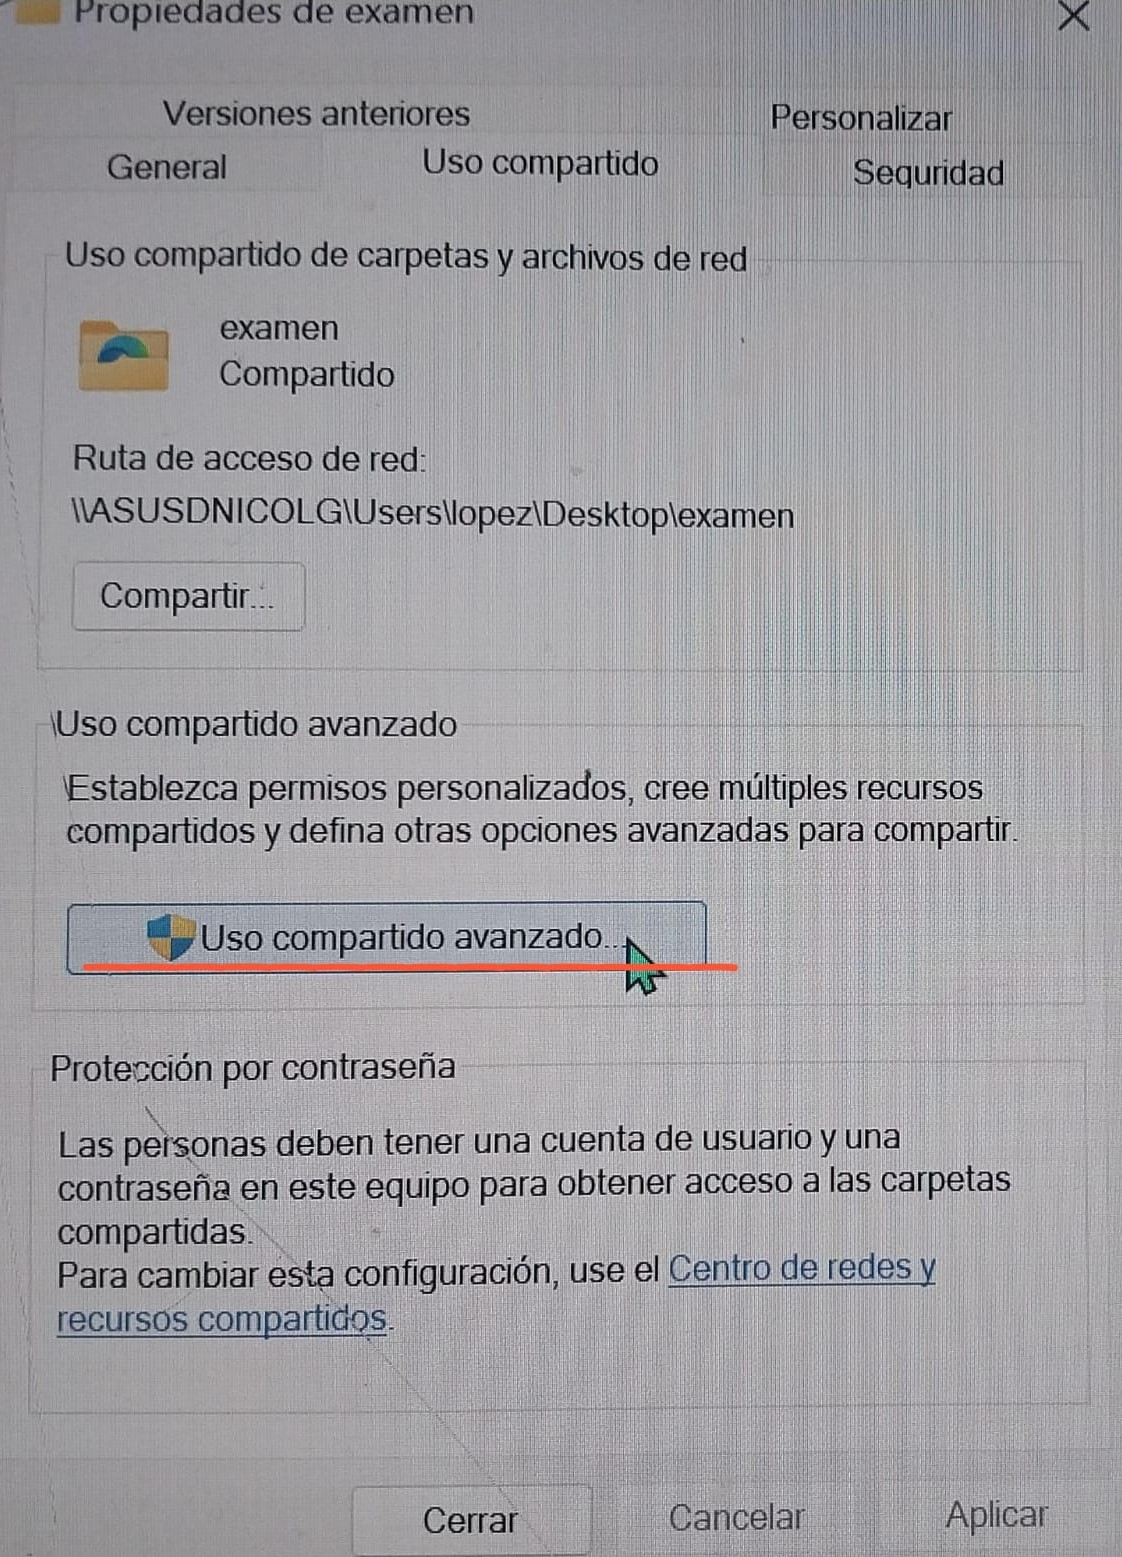 Propiedades de examen
Versiones anteriores
Personalizar
General
Uso compartido
Seguridad
Uso compartido de carpetas y archivos de red
examen
Compartido
Ruta de acceso de red:
\\ASUSDNICOLG\Users\lopez\Desktop\examen
Compartir...
Uso compartido avanzado
Establezca permisos personalizados, cree múltiples recursos
compartidos y defina otras opciones avanzadas para compartir.
Uso compartido avanzado...
Protección por contraseña
Las personas deben tener una cuenta de usuario y una
contraseña en este equipo para obtener acceso a las carpetas
compartidas.
Para cambiar esta configuración, use el Centro de redes y
recursos compartidos.
Cerrar
Cancelar
Aplicar